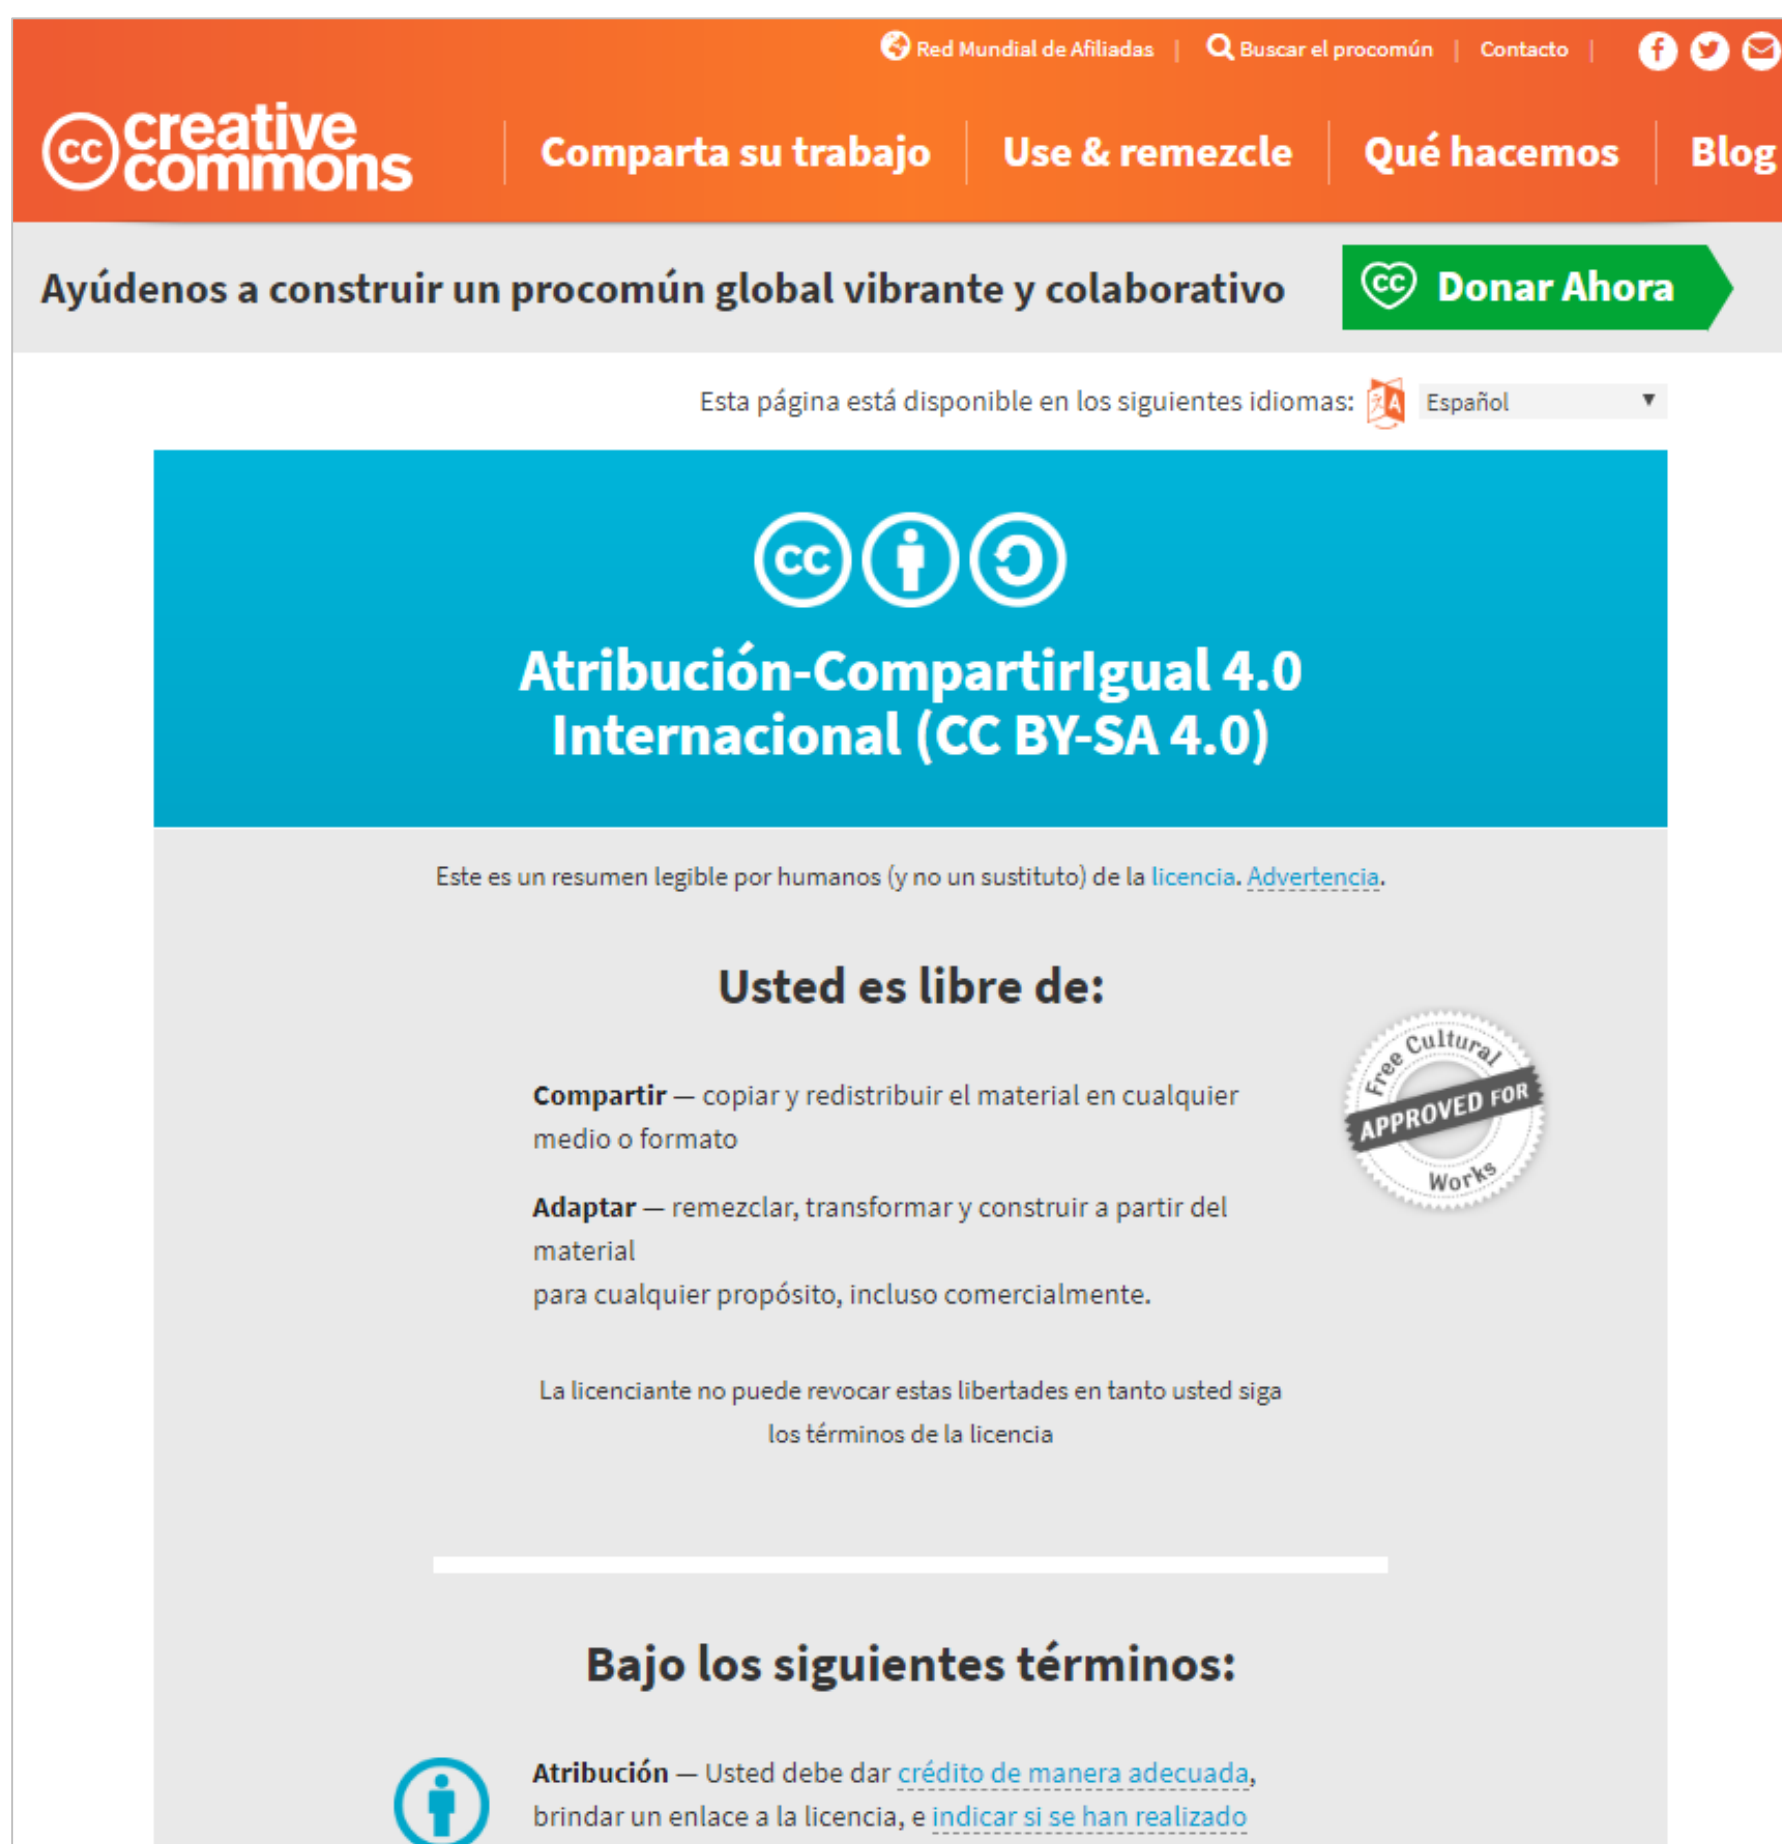 Red Mundial de Afiliadas | Buscar el procomún | Contacto |
cc creative commons
Comparta su trabajo | Use & remezcle | Qué hacemos | Blog
Ayúdenos a construir un procomún global vibrante y colaborativo
cc Donar Ahora
Esta página está disponible en los siguientes idiomas: Español
cc
Atribución-CompartirIgual 4.0
Internacional (CC BY-SA 4.0)
Este es un resumen legible por humanos (y no un sustituto) de la licencia. Advertencia.
Usted es libre de:
Free Cultural
APPROVED FOR
Works
Compartir — copiar y redistribuir el material en cualquier
medio o formato
Adaptar — remezclar, transformar y construir a partir del
material
para cualquier propósito, incluso comercialmente.
La licenciante no puede revocar estas libertades en tanto usted siga
los términos de la licencia
Bajo los siguientes términos:
Atribución — Usted debe dar crédito de manera adecuada,
brindar un enlace a la licencia, e indicar si se han realizado